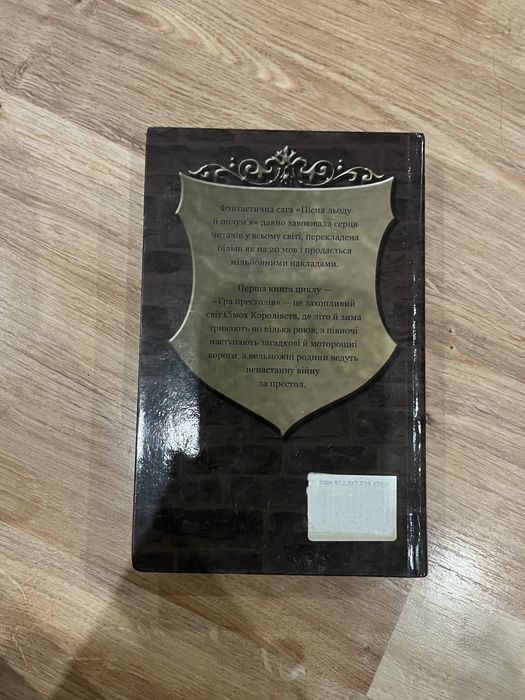 Фантастична сага «Пісня льоду
й полум'я» давно завоювала серця
читачів у всьому світі, перекладена
більш як на 20 мов і продається
мільйонними накладами.
Перша книга циклу —
«Гра престолів» — це захопливий
світ Сімох Королівств, де літо й зима
тривають по кілька років, з півночі
наступають загадкові й моторошні
вороги, а вельможні родини ведуть
ненастанну війну
за престол.